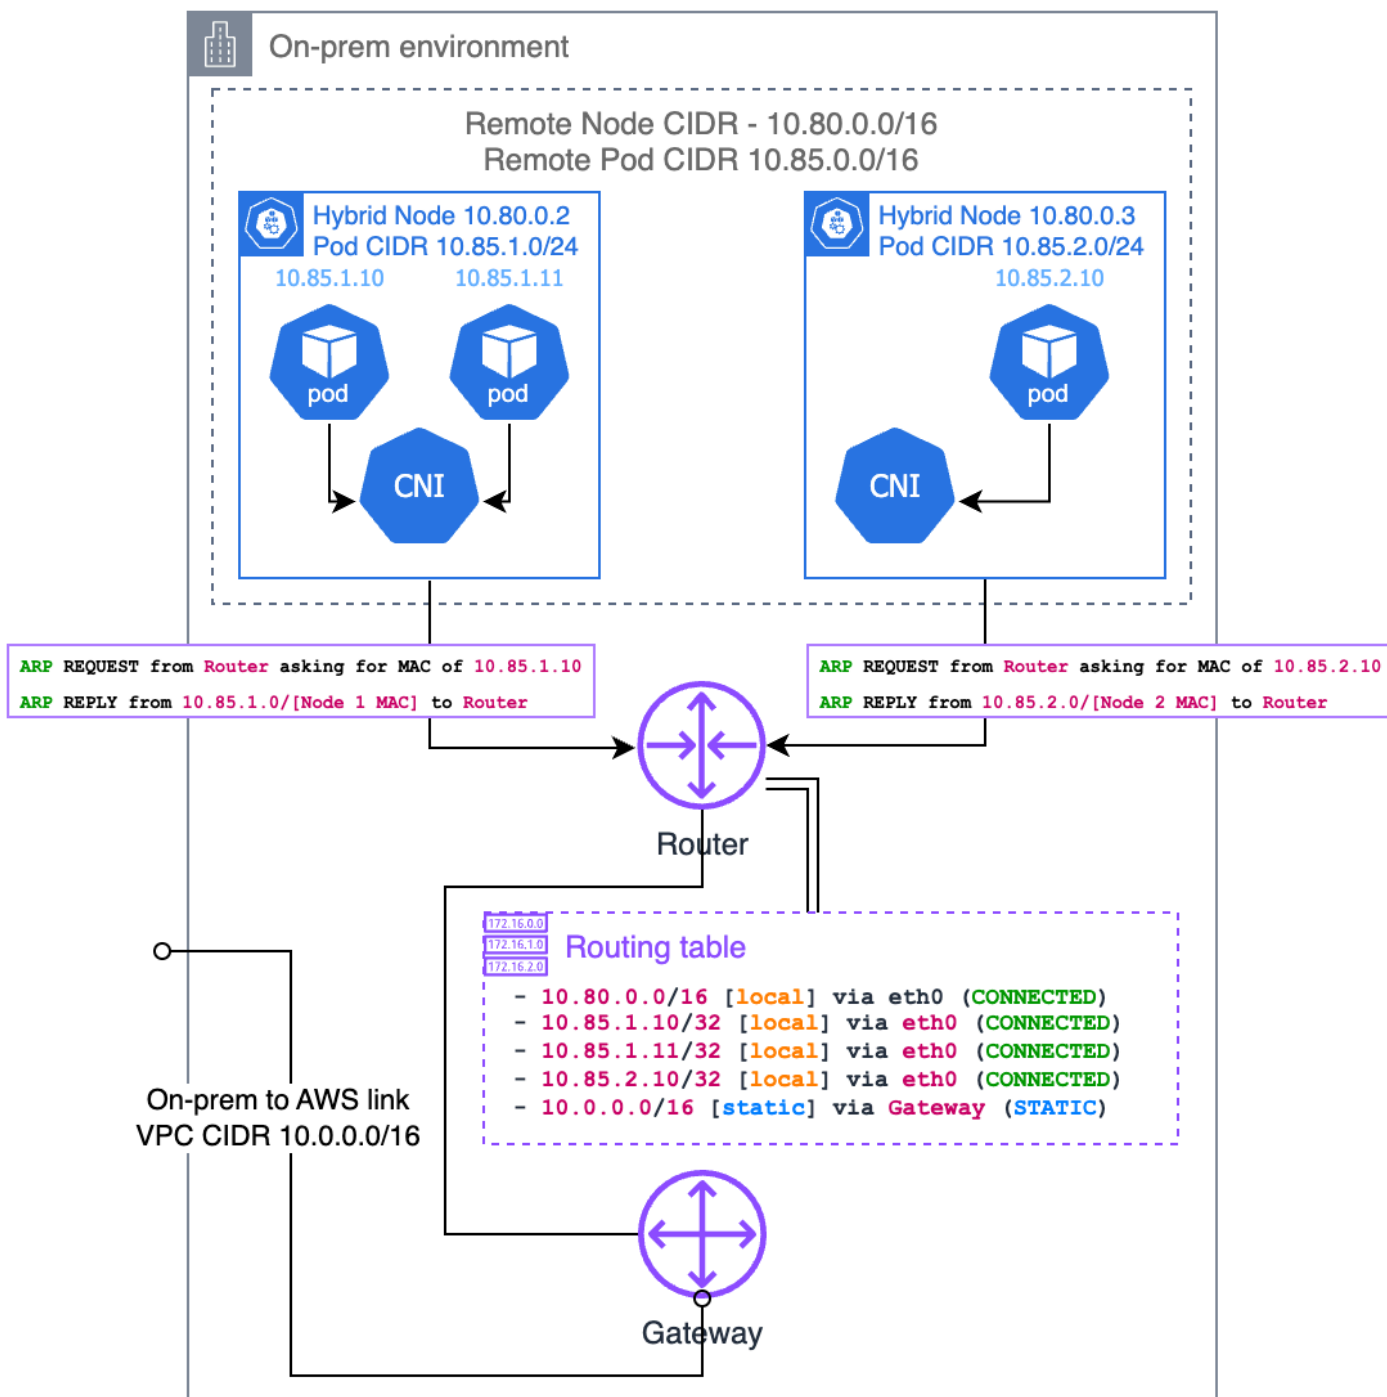 On-prem environment
Remote Node CIDR - 10.80.0.0/16
Remote Pod CIDR 10.85.0.0/16
Hybrid Node 10.80.0.2
Pod CIDR 10.85.1.0/24
10.85.1.10
10.85.1.11
pod
pod
CNI
Hybrid Node 10.80.0.3
Pod CIDR 10.85.2.0/24
10.85.2.10
pod
CNI
ARP REQUEST from Router asking for MAC of 10.85.1.10
ARP REPLY from 10.85.1.0/[Node 1 MAC] to Router
ARP REQUEST from Router asking for MAC of 10.85.2.10
ARP REPLY from 10.85.2.0/[Node 2 MAC] to Router
Router
172.16.0.0
172.16.1.0
172.16.2.0
Routing table
- 10.80.0.0/16 [local] via eth0 (CONNECTED)
- 10.85.1.10/32 [local] via eth0 (CONNECTED)
- 10.85.1.11/32 [local] via eth0 (CONNECTED)
- 10.85.2.10/32 [local] via eth0 (CONNECTED)
- 10.0.0.0/16 [static] via Gateway (STATIC)
On-prem to AWS link
VPC CIDR 10.0.0.0/16
Gateway